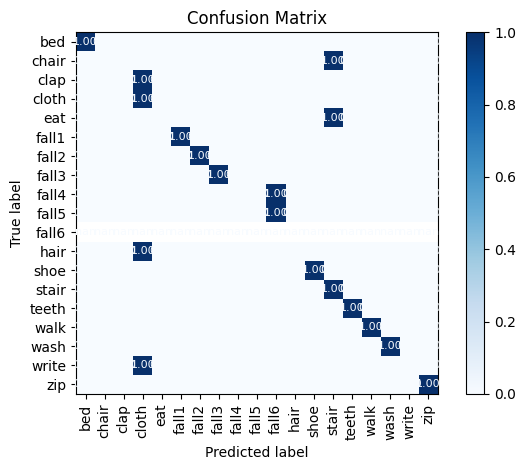 Confusion Matrix
True label
bed 1.00
chair 1.00
clap 1.00
cloth 1.00
eat 1.00
fall1 1.00
fall2 1.00
fall3 1.00
fall4 1.00
fall5 1.00
fall6
hair 1.00
shoe 1.00
stair 1.00
teeth 1.00
walk 1.00
wash 1.00
write 1.00
zip 1.00
bed chair clap cloth eat fall1 fall2 fall3 fall4 fall5 fall6 hair shoe stair teeth walk wash write zip
Predicted label
1.0
0.8
0.6
0.4
0.2
0.0